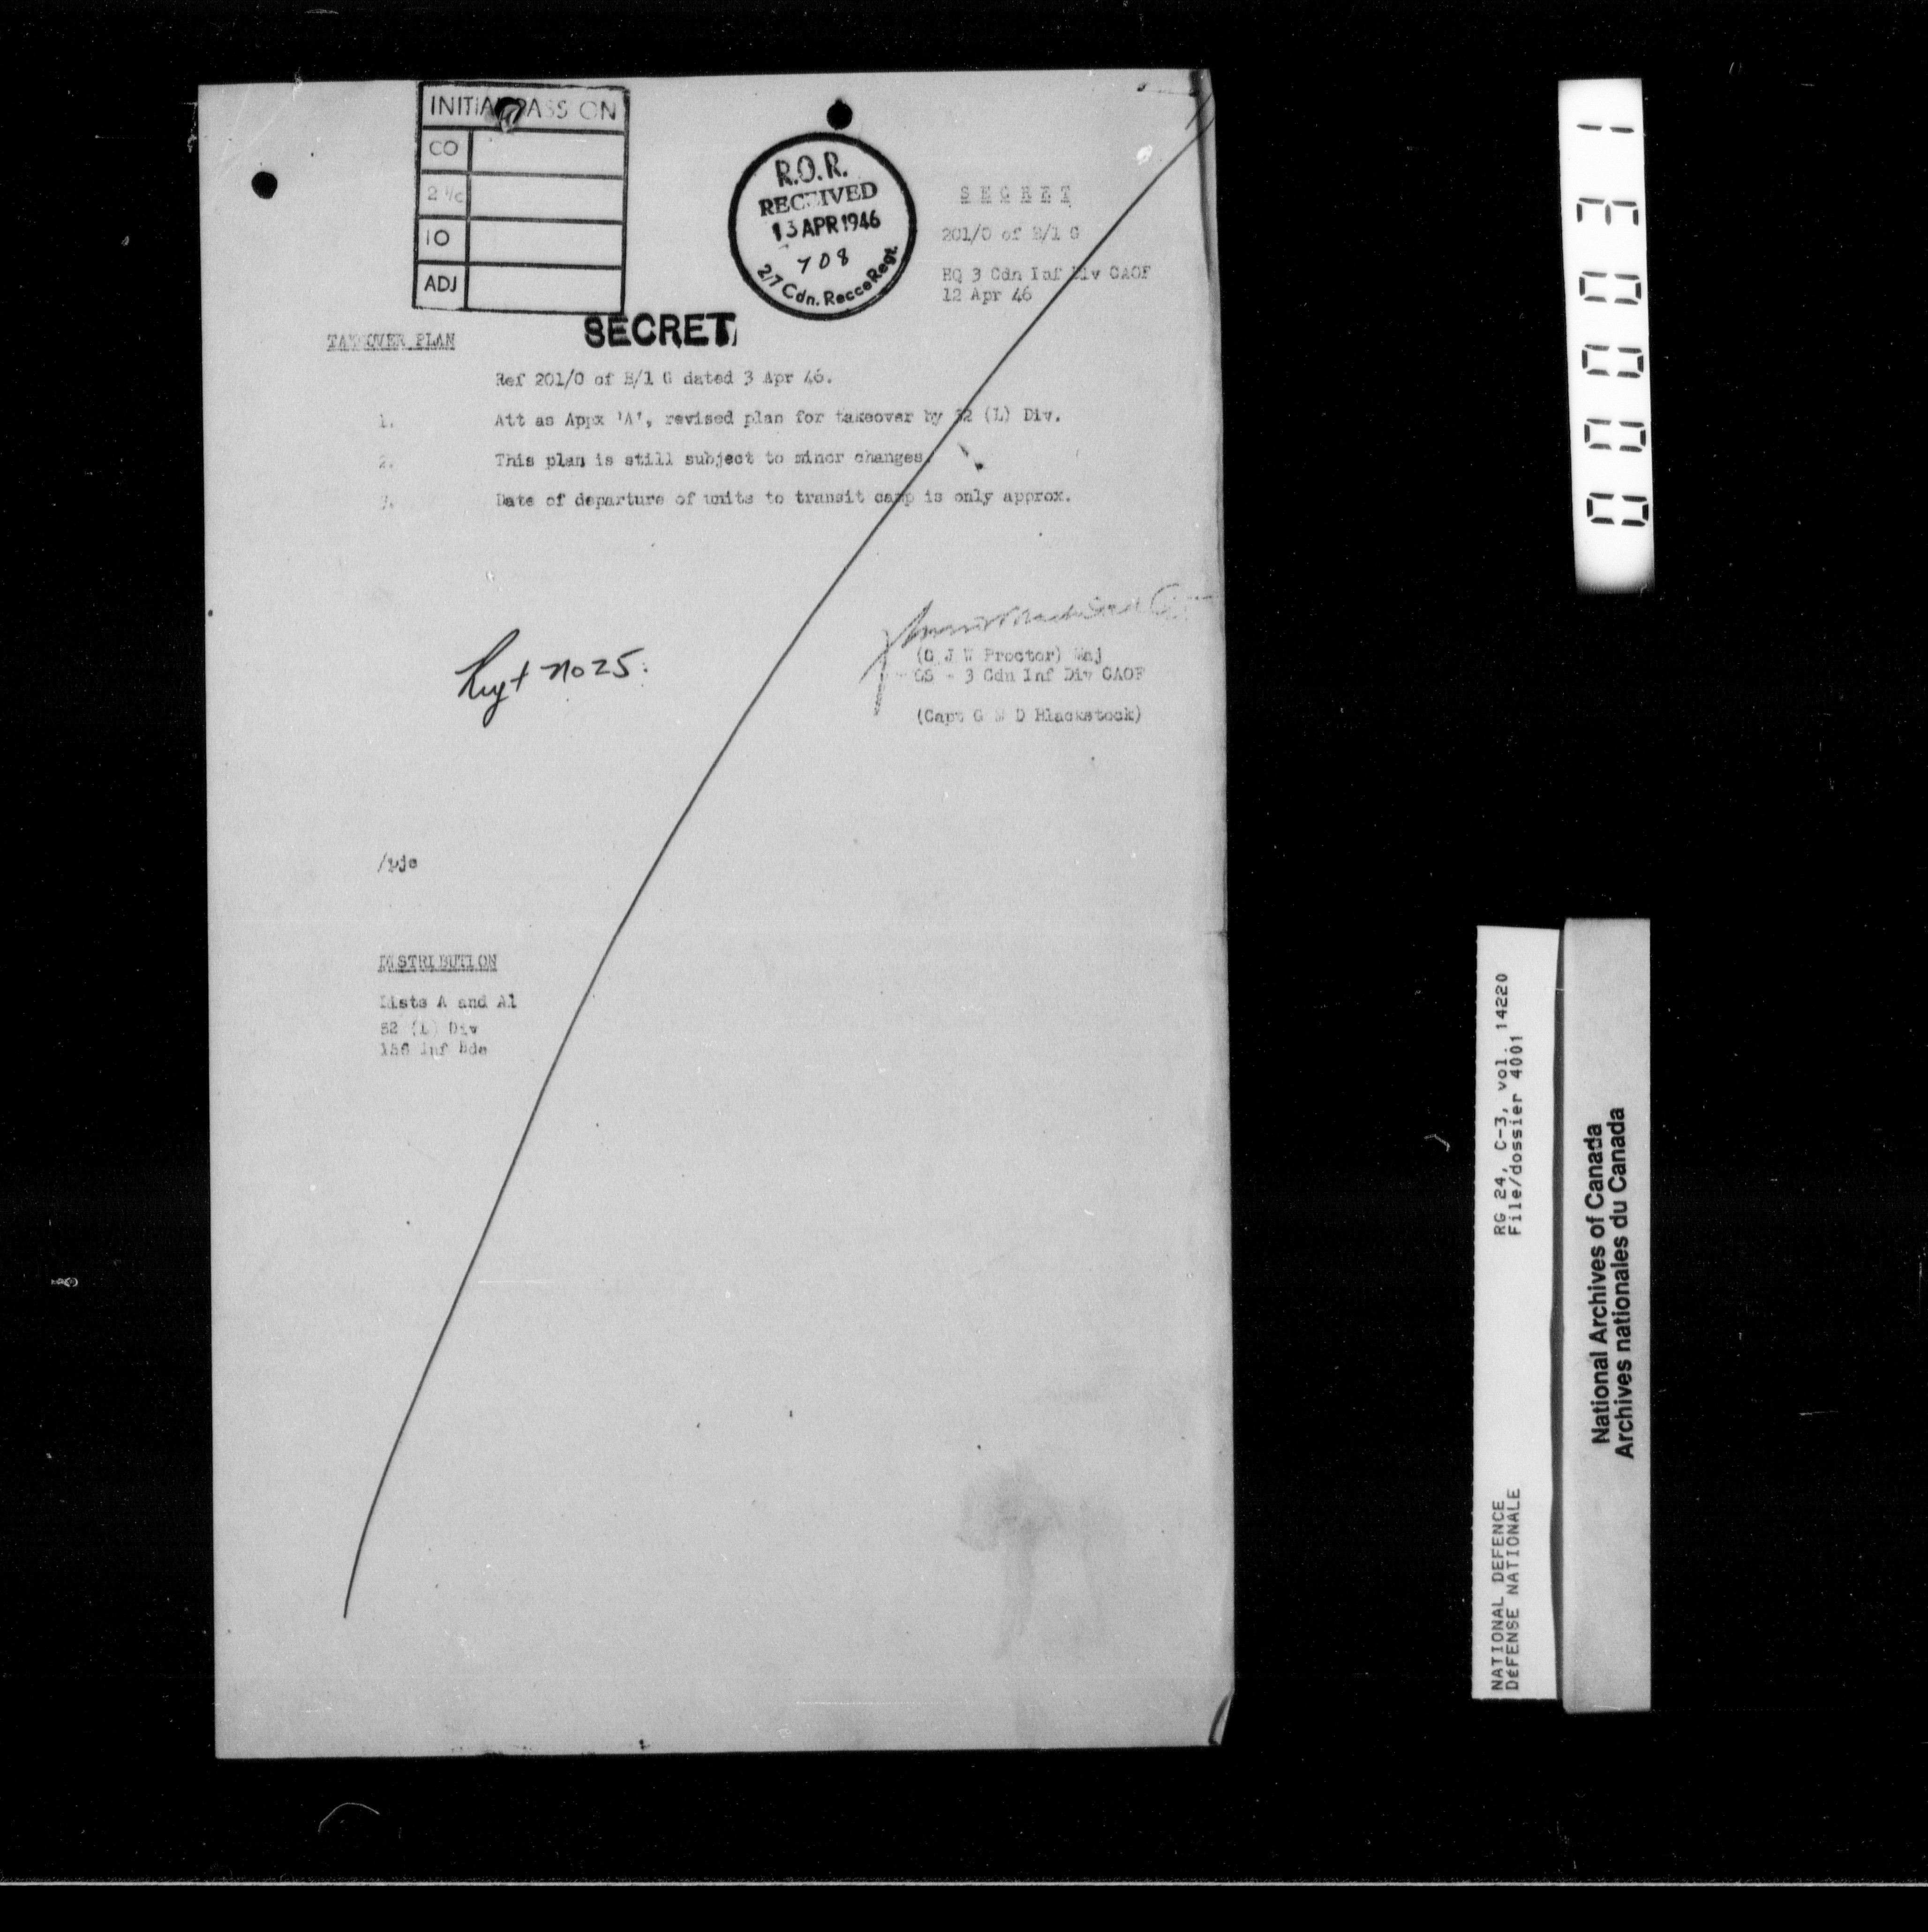 INITIAL PASS ON
CO
2 i/c
IO
ADJ
R.O.R.
RECEIVED
13 APR 1946
708
2/7 Cdn. Recce Regt.
SECRET
201/O of E/1 G
HQ 3 Cdn Inf Div CAOF
12 Apr 46
SECRET
TAKEOVER PLAN
Ref 201/O of E/1 G dated 3 Apr 46.
1. Att as Appx 'A', revised plan for takeover by 52 (L) Div.
2. This plan is still subject to minor changes.
3. Date of departure of units to transit camp is only approx.
no 25.
(G J W Proctor) Maj
GS - 3 Cdn Inf Div CAOF
(Capt G W D Blackstock)
/pjc
DISTRIBUTION
Lists A and A1
52 (L) Div
156 Inf Bde
000031
RG 24, C-3, vol. 14220
File/dossier 4001
NATIONAL DEFENCE
DéFENSE NATIONALE
National Archives of Canada
Archives nationales du Canada